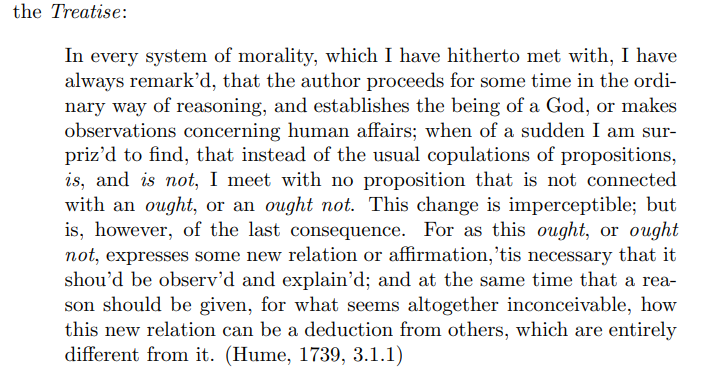 the Treatise:
In every system of morality, which I have hitherto met with, I have
always remark’d, that the author proceeds for some time in the ordi-
nary way of reasoning, and establishes the being of a God, or makes
observations concerning human affairs; when of a sudden I am sur-
priz’d to find, that instead of the usual copulations of propositions,
is, and is not, I meet with no proposition that is not connected
with an ought, or an ought not. This change is imperceptible; but
is, however, of the last consequence. For as this ought, or ought
not, expresses some new relation or affirmation,’tis necessary that it
shou’d be observ’d and explain’d; and at the same time that a rea-
son should be given, for what seems altogether inconceivable, how
this new relation can be a deduction from others, which are entirely
different from it. (Hume, 1739, 3.1.1)